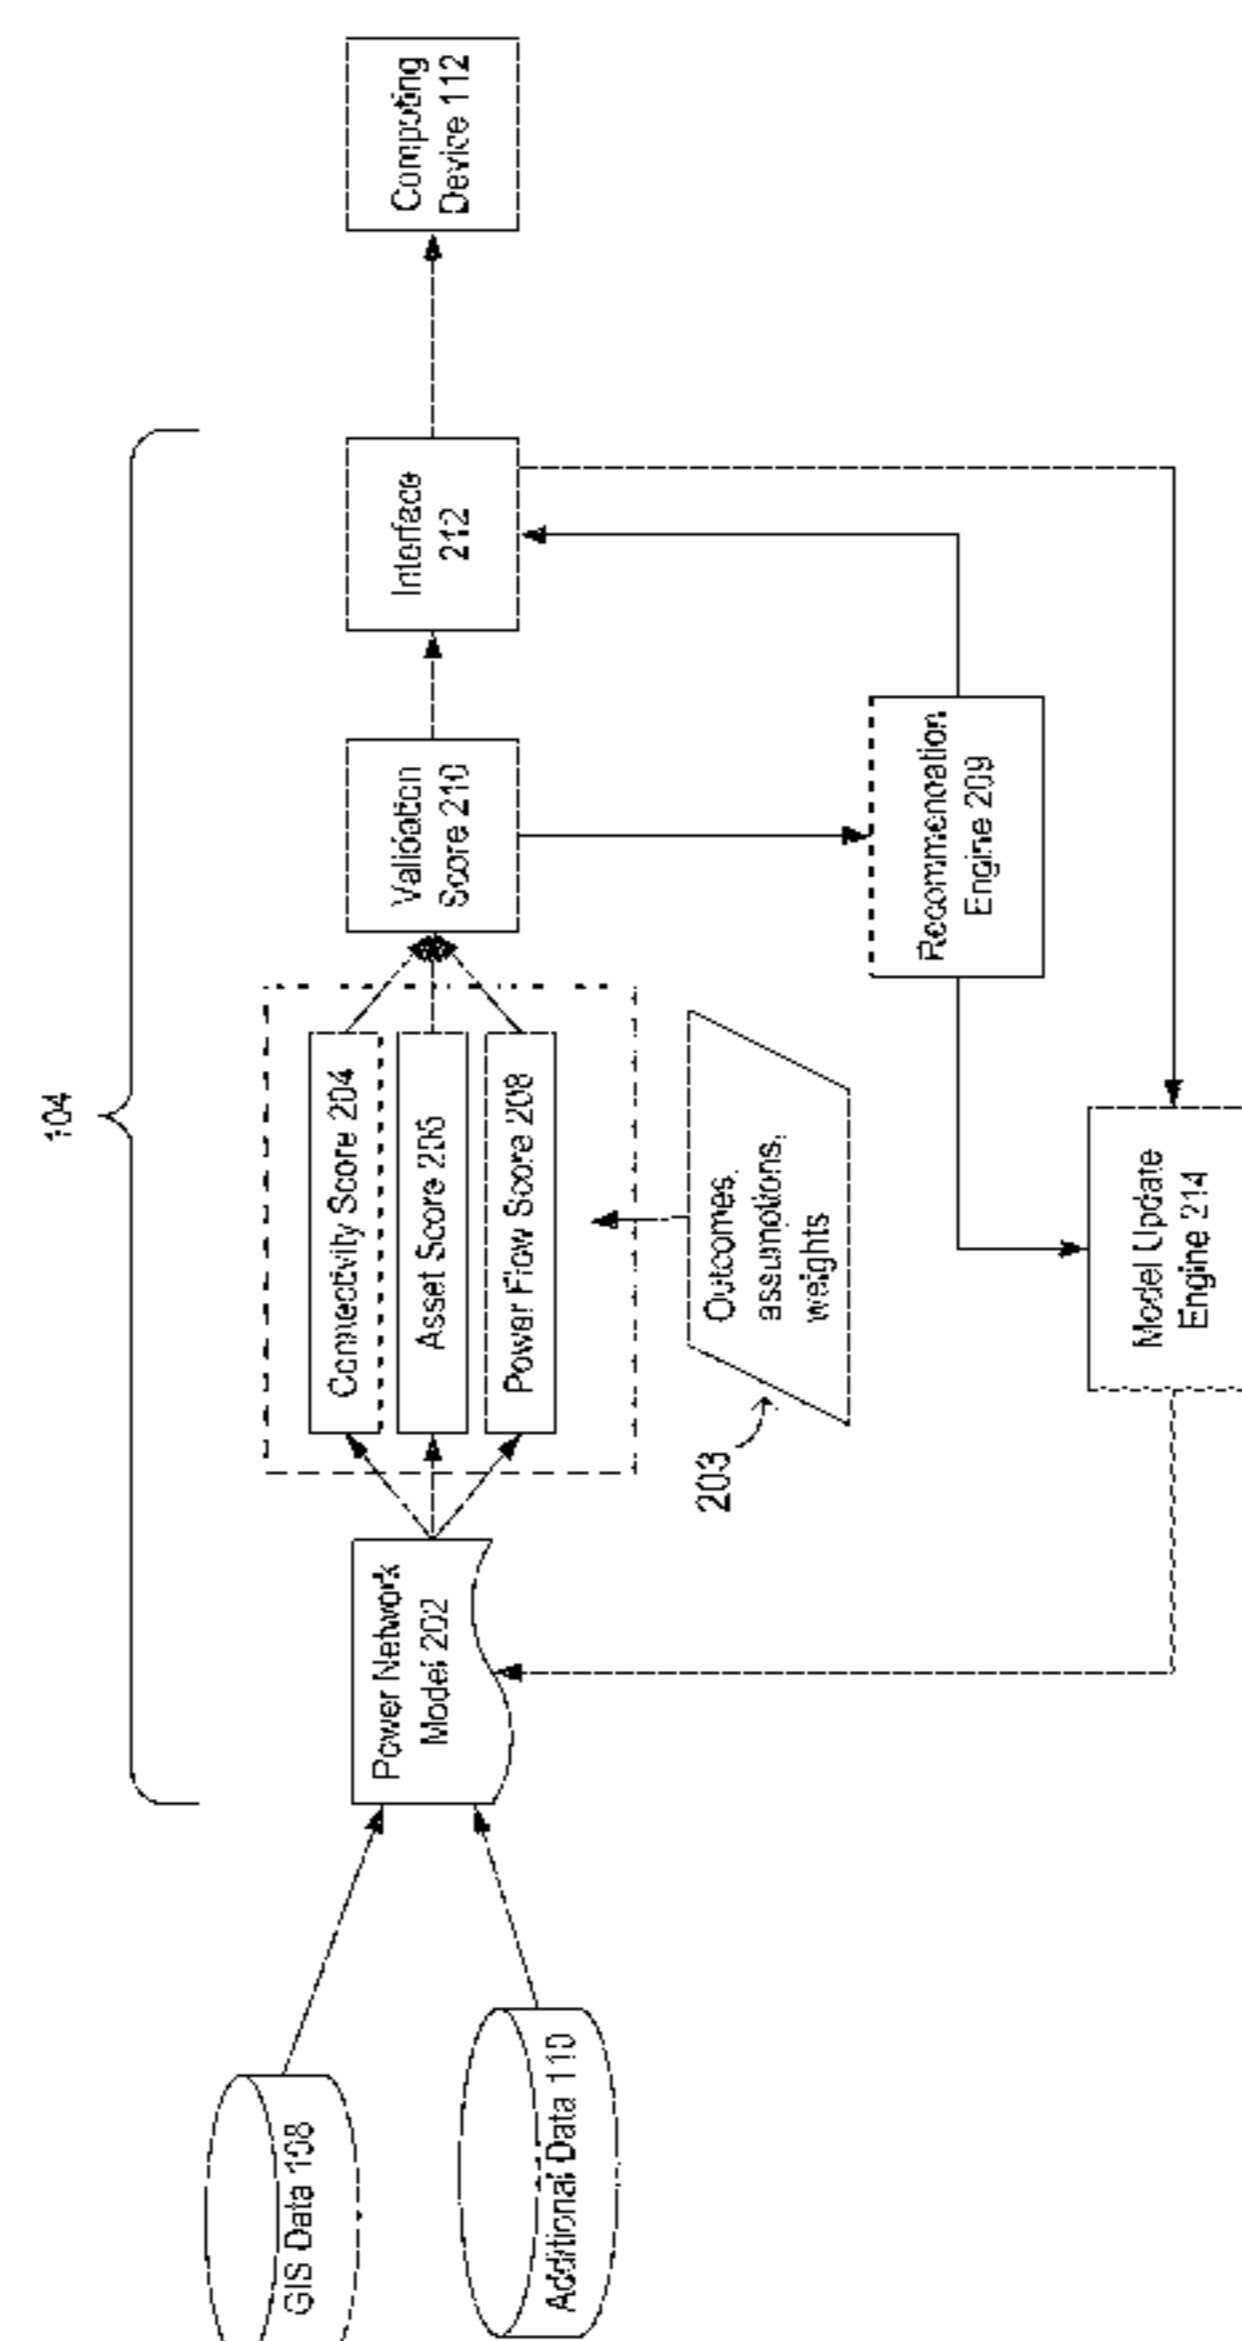 104
GIS Data 108
Additional Data 110
Power Network
Model 202
Connectivity Score 204
Asset Score 206
Power Flow Score 208
203
Outcomes,
assumptions,
weights
Validation
Score 210
Recommendation
Engine 209
Interface
212
Model Update
Engine 214
Computing
Device 112